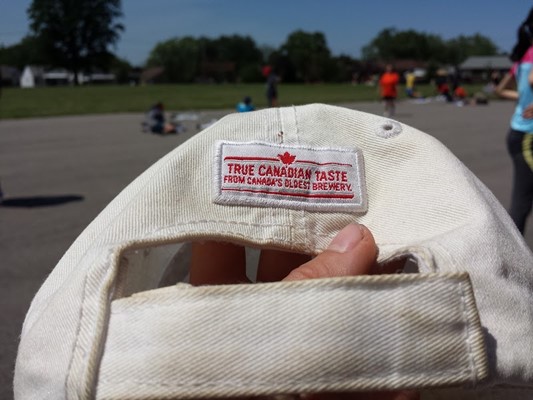 TRUE CANADIAN TASTE
FROM CANADA'S OLDEST BREWERY.